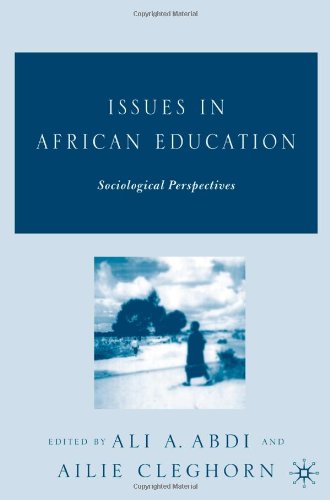 ISSUES IN
AFRICAN EDUCATION
Sociological Perspectives
EDITED BY ALI A. ABDI AND
AILIE CLEGHORN